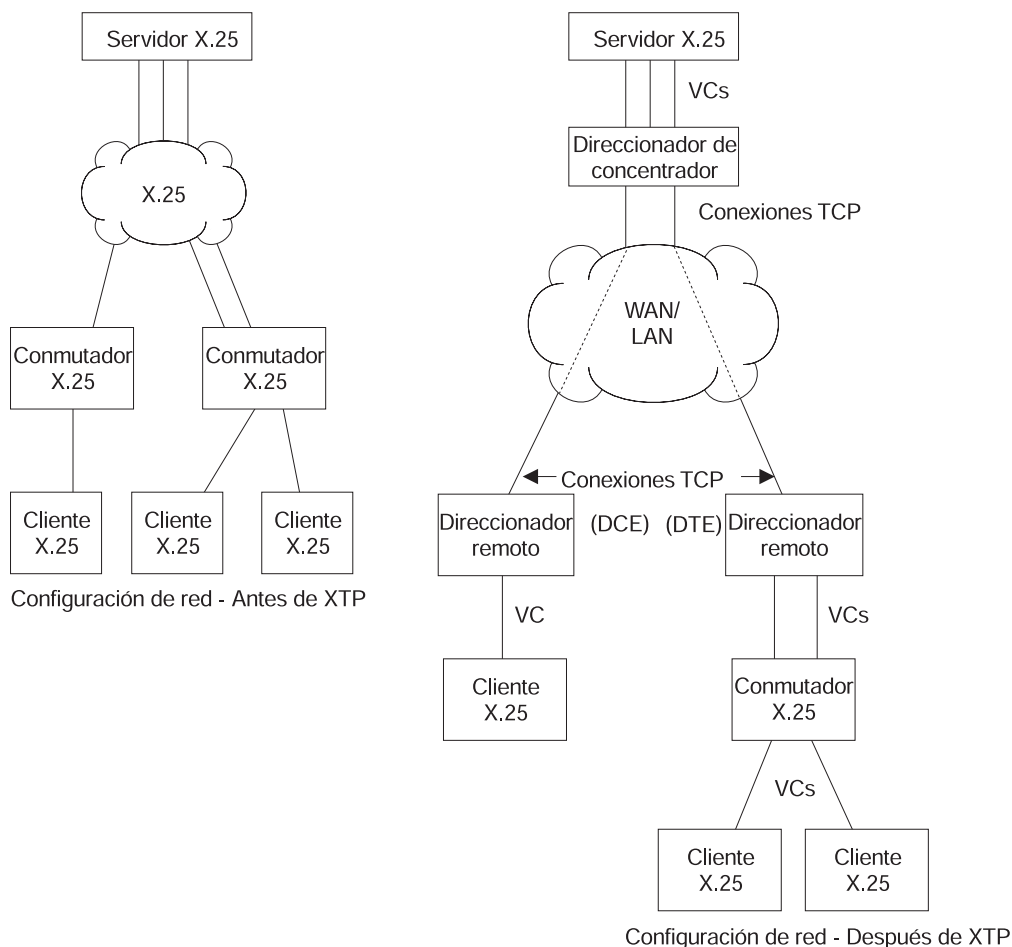 Servidor X.25
X.25
Conmutador
X.25
Conmutador
X.25
Cliente
X.25
Cliente
X.25
Cliente
X.25
Configuración de red - Antes de XTP
Servidor X.25
VCs
Direccionador de
concentrador
Conexiones TCP
WAN/
LAN
Conexiones TCP
Direccionador
remoto
(DCE)
(DTE)
Direccionador
remoto
VC
VCs
Cliente
X.25
Conmutador
X.25
VCs
Cliente
X.25
Cliente
X.25
Configuración de red - Después de XTP